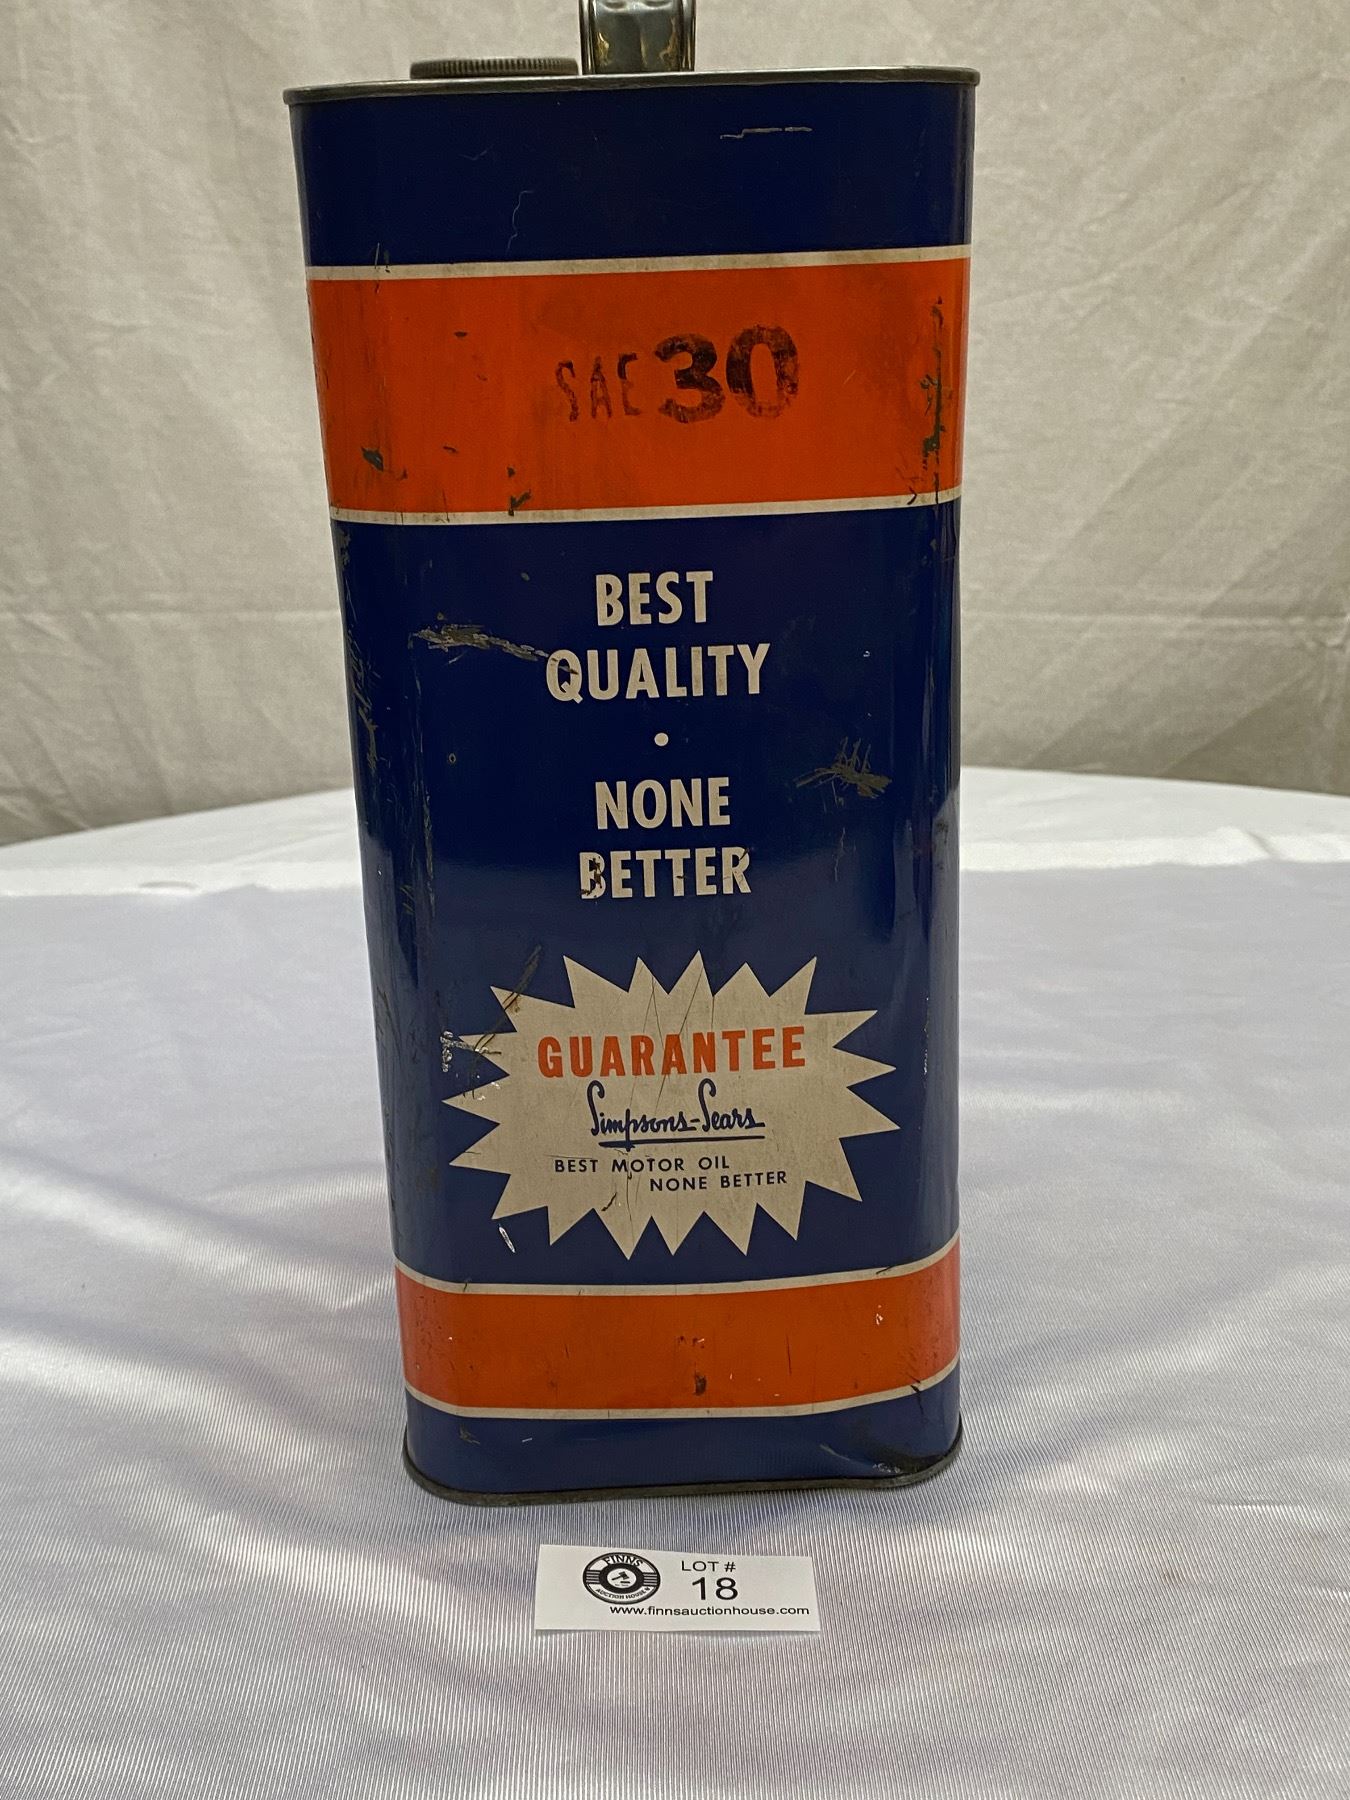 SAE 30
BEST
QUALITY
•
NONE
BETTER
GUARANTEE
Simpsons-Sears
BEST MOTOR OIL
NONE BETTER
FINNS
AUCTION HOUSE
LOT #
18
www.finnsauctionhouse.com